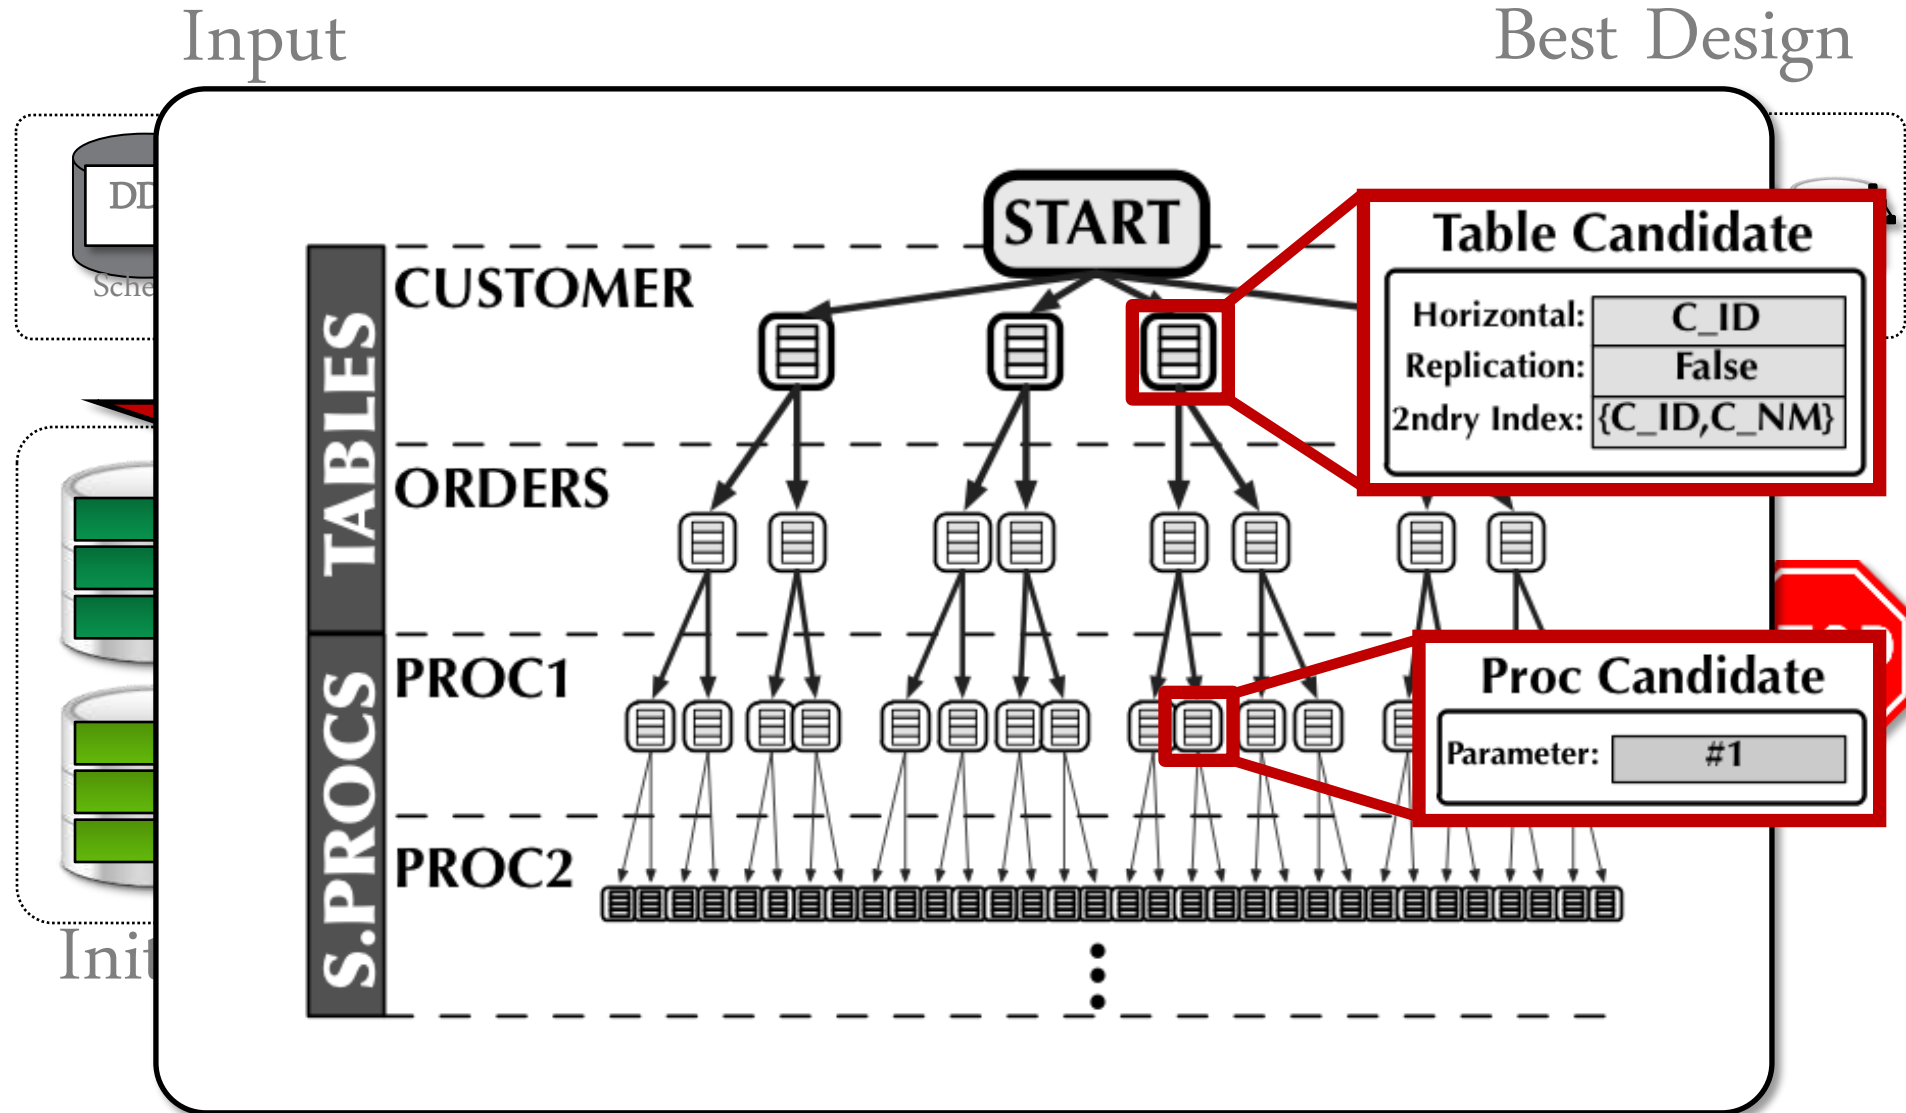 Input
Best Design
START
Table Candidate
CUSTOMER
Horizontal: C_ID
Replication: False
2ndry Index: {C_ID,C_NM}
TABLES
ORDERS
PROC1
Proc Candidate
Parameter: #1
S.PROCS
PROC2